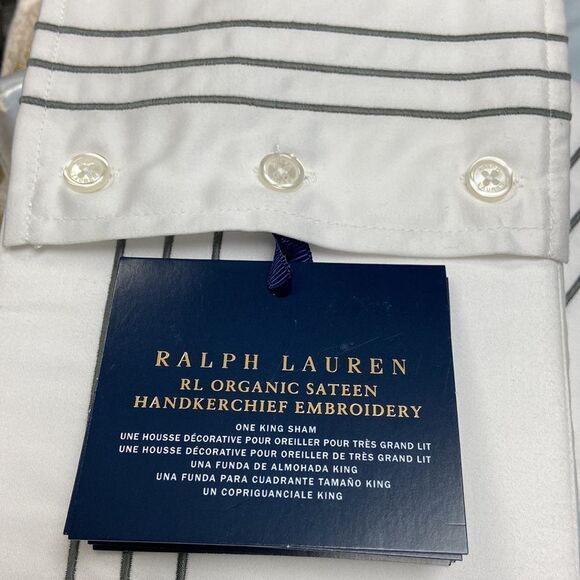 RALPH LAUREN
RL ORGANIC SATEEN
HANDKERCHIEF EMBROIDERY
ONE KING SHAM
UNE HOUSSE DÉCORATIVE POUR OREILLER POUR TRÈS GRAND LIT
UNE HOUSSE DÉCORATIVE POUR OREILLER DE TRÈS GRAND LIT
UNA FUNDA DE ALMOHADA KING
UNA FUNDA PARA CUADRANTE TAMAÑO KING
UN COPRIGUANCIALE KING